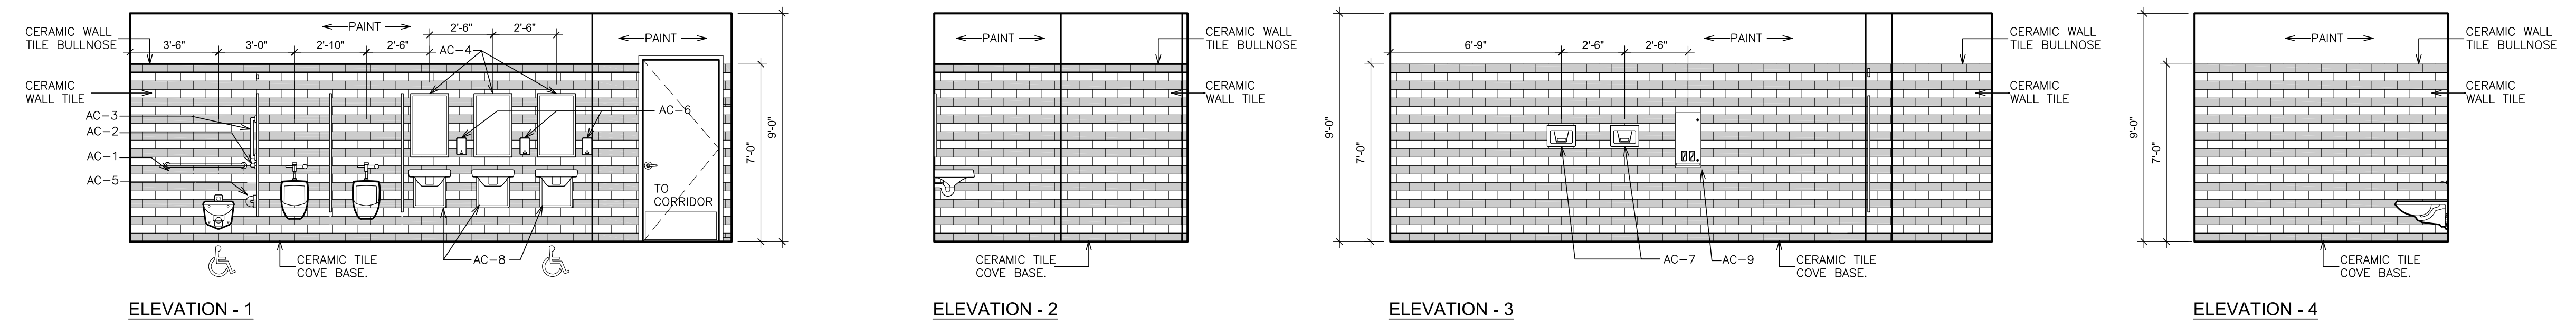 PAINT
2'-6"
2'-6"
PAINT
CERAMIC WALL
TILE BULLNOSE
3'-6"
3'-0"
2'-10"
2'-6"
AC-4
CERAMIC
WALL TILE
AC-3
AC-2
AC-1
AC-5
AC-6
TO
CORRIDOR
7'-0"
9'-0"
CERAMIC TILE
COVE BASE.
AC-8
ELEVATION - 1
PAINT
CERAMIC WALL
TILE BULLNOSE
CERAMIC
WALL TILE
CERAMIC TILE
COVE BASE.
ELEVATION - 2
9'-0"
7'-0"
6'-9"
2'-6"
2'-6"
PAINT
CERAMIC WALL
TILE BULLNOSE
CERAMIC
WALL TILE
AC-7
AC-9
CERAMIC TILE
COVE BASE.
ELEVATION - 3
9'-0"
7'-0"
PAINT
CERAMIC WALL
TILE BULLNOSE
CERAMIC
WALL TILE
CERAMIC TILE
COVE BASE.
ELEVATION - 4